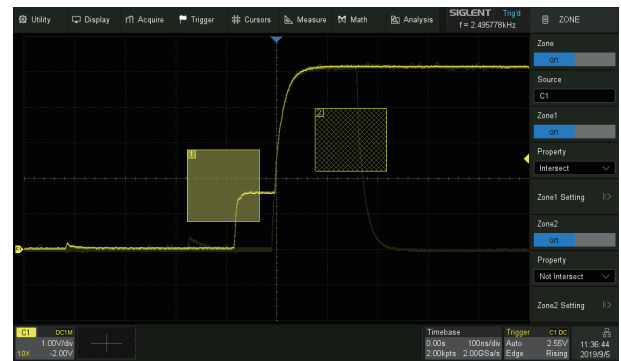 Utility Display Acquire Trigger Cursors Measure Math Analysis SIGLENT Trig'd ZONE
f = 2.495778kHz
Zone
on
Source
C1
Zone1
on
Property
Intersect
Zone1 Setting
Zone2
on
Property
Not Intersect
Zone2 Setting
1
2
C1 DC1M
1.00V/div
10X -2.00V
Timebase
0.00s 100ns/div
2.00kpts 2.00GSa/s
Trigger C1 DC
Auto 2.55V
Edge Rising
11:36:44
2019/9/5